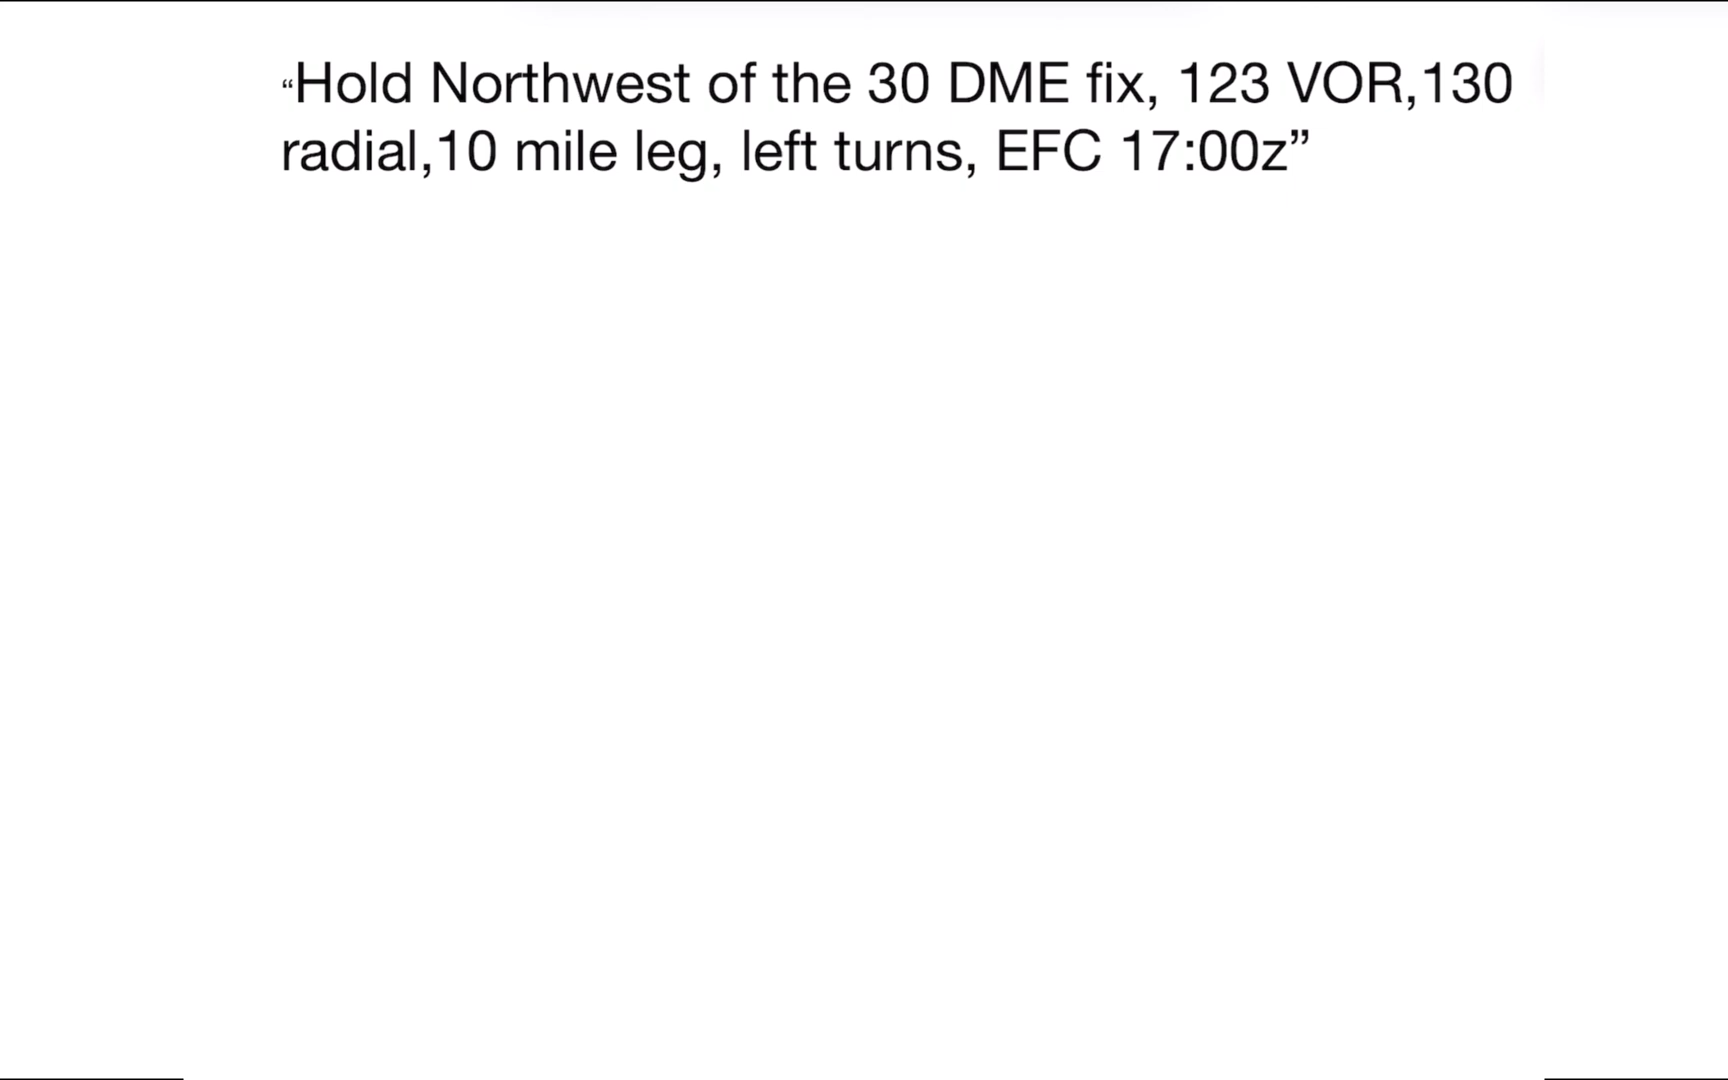 “Hold Northwest of the 30 DME fix, 123 VOR,130
radial,10 mile leg, left turns, EFC 17:00z”